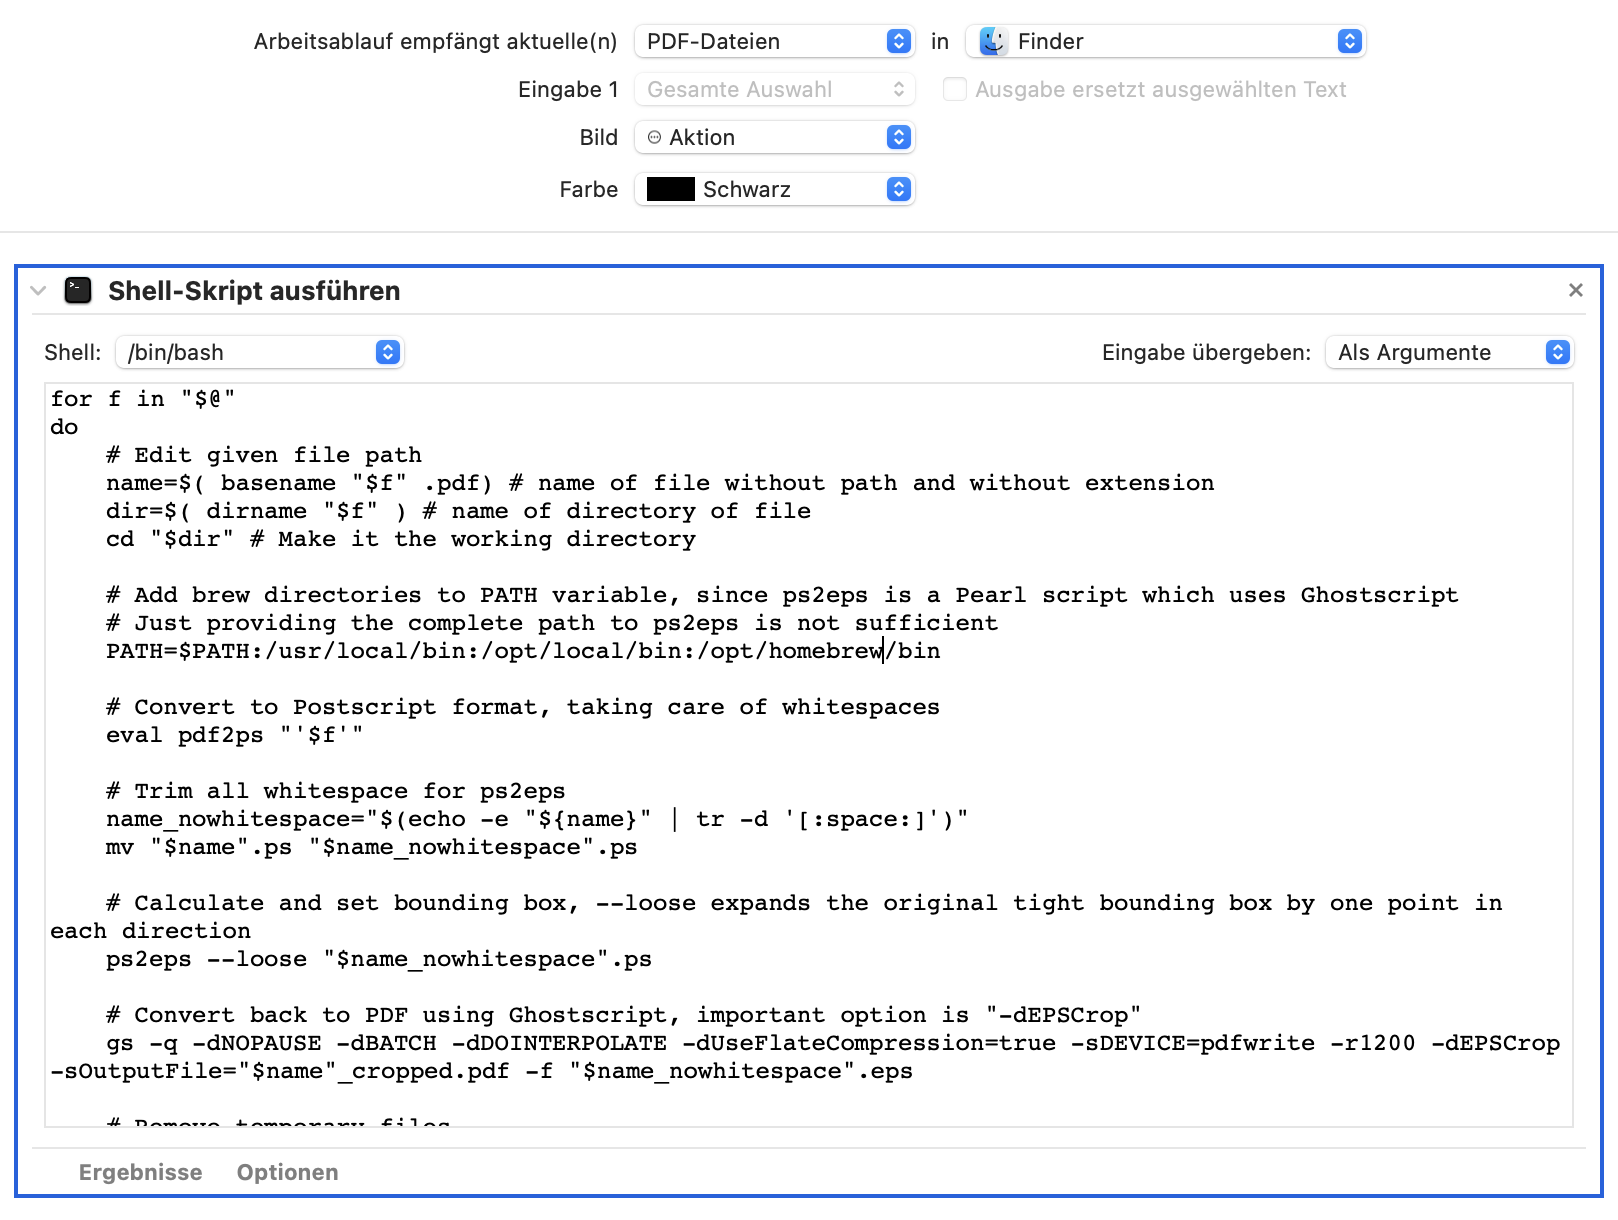 Arbeitsablauf empfängt aktuelle(n) PDF-Dateien in Finder
Eingabe 1 Gesamte Auswahl Ausgabe ersetzt ausgewählten Text
Bild Aktion
Farbe Schwarz
Shell-Skript ausführen
Shell: /bin/bash Eingabe übergeben: Als Argumente
for f in "$@"
do
    # Edit given file path
    name=$( basename "$f" .pdf) # name of file without path and without extension
    dir=$( dirname "$f" ) # name of directory of file
    cd "$dir" # Make it the working directory

    # Add brew directories to PATH variable, since ps2eps is a Pearl script which uses Ghostscript
    # Just providing the complete path to ps2eps is not sufficient
    PATH=$PATH:/usr/local/bin:/opt/local/bin:/opt/homebrew/bin

    # Convert to Postscript format, taking care of whitespaces
    eval pdf2ps "'$f'"

    # Trim all whitespace for ps2eps
    name_nowhitespace="$(echo -e "${name}" | tr -d '[:space:]')"
    mv "$name".ps "$name_nowhitespace".ps

    # Calculate and set bounding box, --loose expands the original tight bounding box by one point in
each direction
    ps2eps --loose "$name_nowhitespace".ps

    # Convert back to PDF using Ghostscript, important option is "-dEPSCrop"
    gs -q -dNOPAUSE -dBATCH -dDOINTERPOLATE -dUseFlateCompression=true -sDEVICE=pdfwrite -r1200 -dEPSCrop
-sOutputFile="$name"_cropped.pdf -f "$name_nowhitespace".eps

    # Remove temporary files
Ergebnisse Optionen